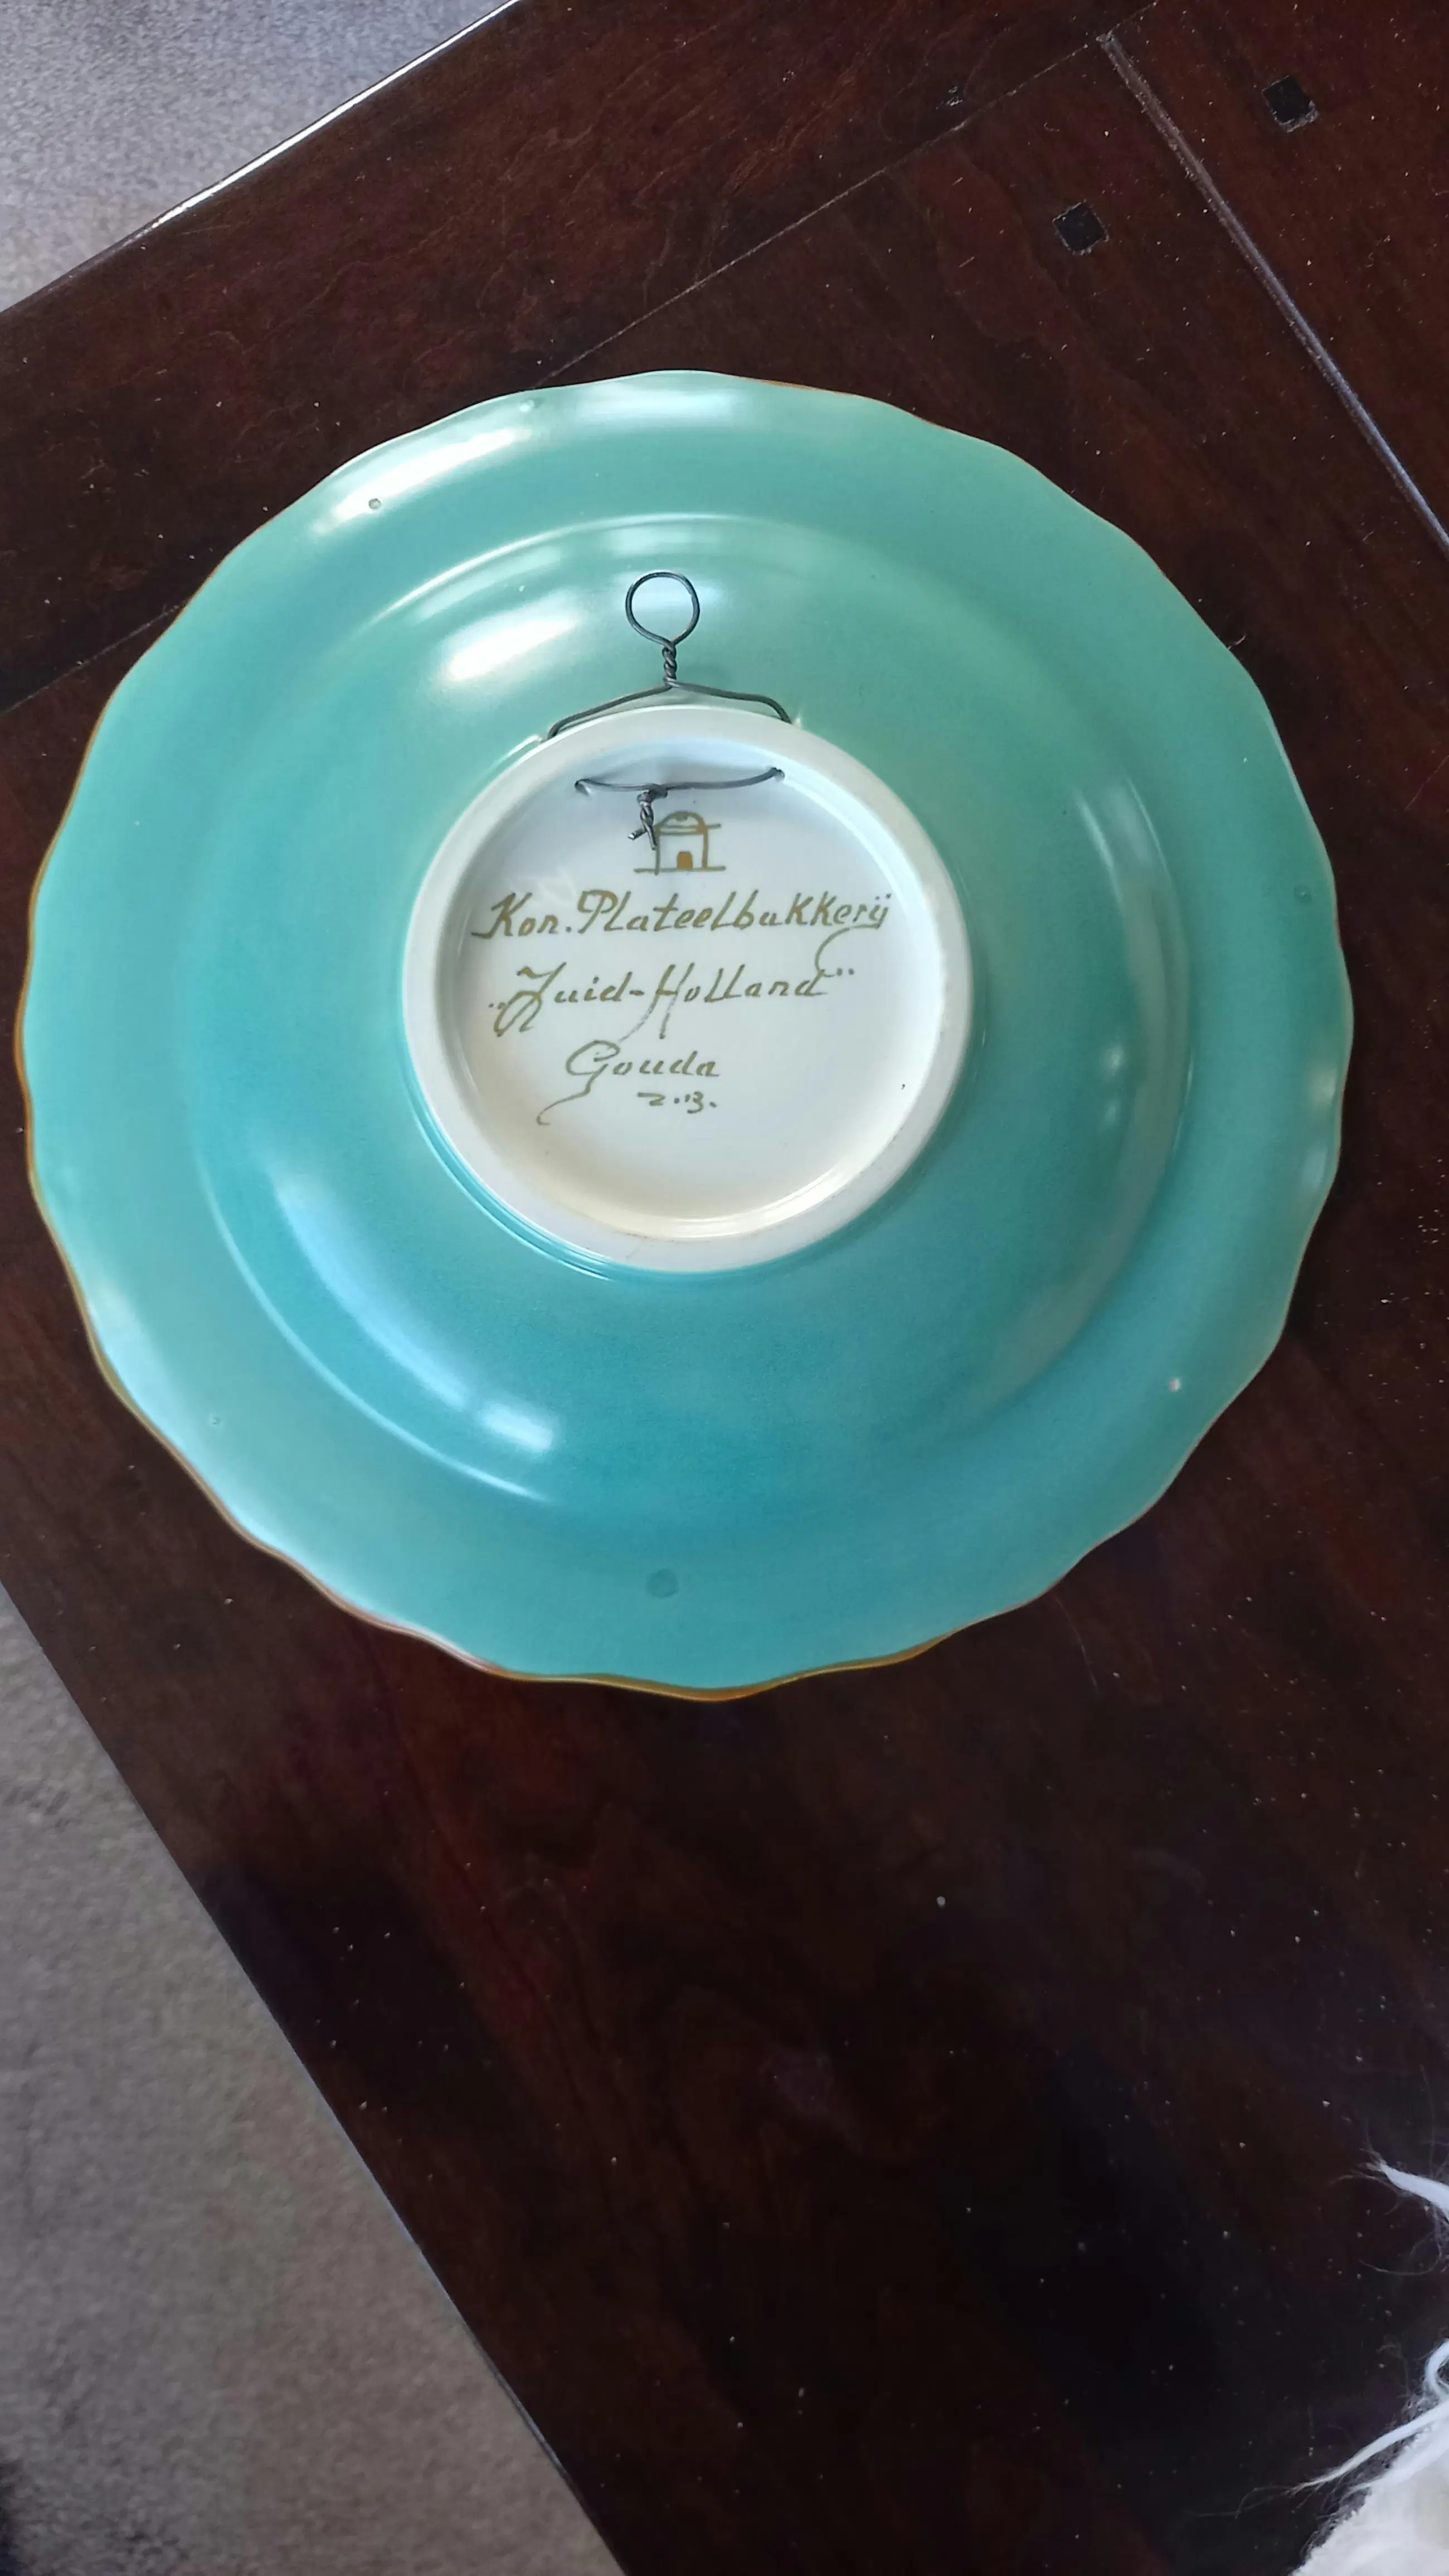 Kon. Plateelbakkerij
„Zuid-Holland"
Gouda